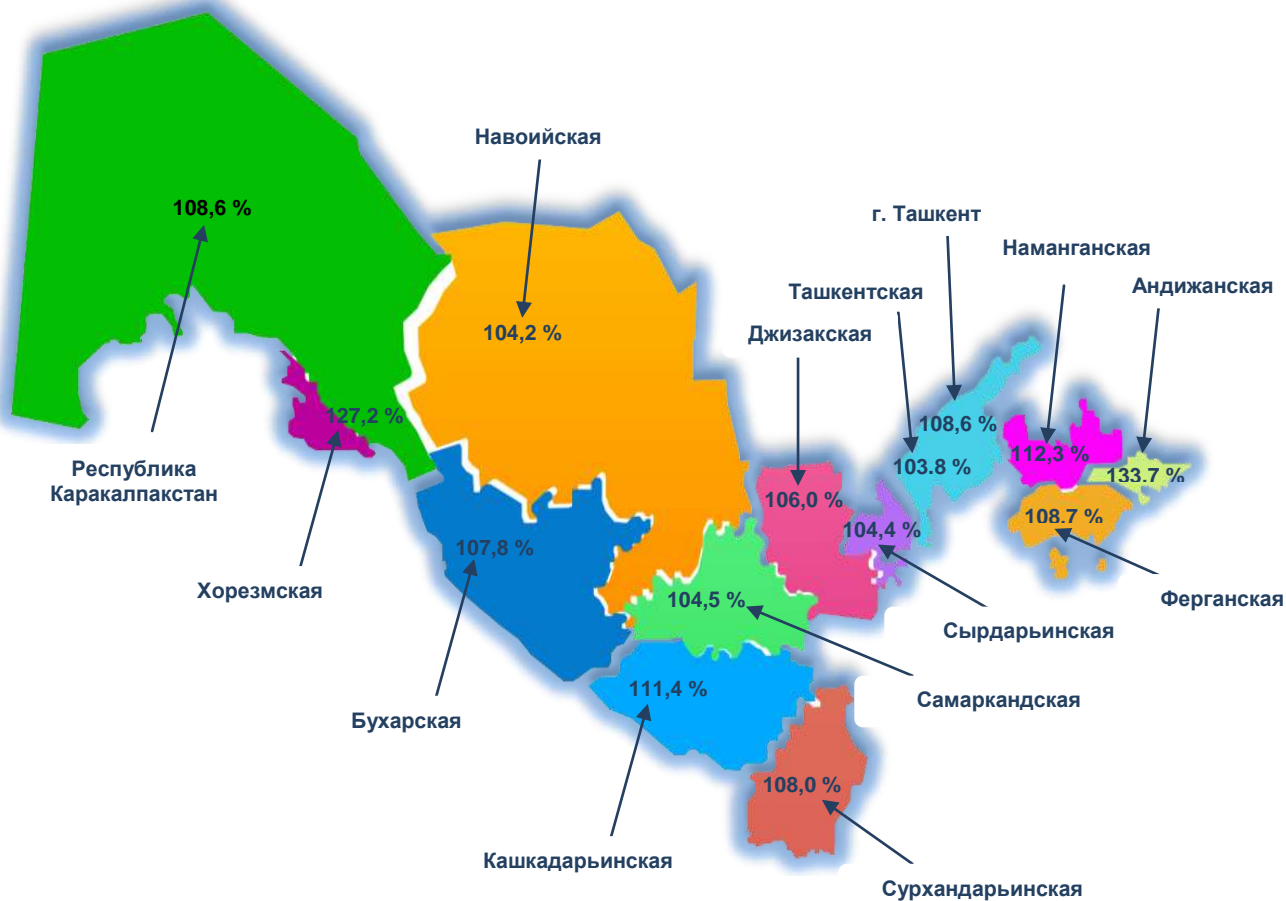 Навоийская
108,6 %
г. Ташкент
Наманганская
Андижанская
Ташкентская
Джизакская
104,2 %
127,2 %
108,6 %
112,3 %
103.8 %
133,7 %
Республика
Каракалпакстан
106,0 %
108,7 %
104,4 %
107,8 %
Хорезмская
104,5 %
Ферганская
Сырдарьинская
111,4 %
Самаркандская
Бухарская
108,0 %
Кашкадарьинская
Сурхандарьинская